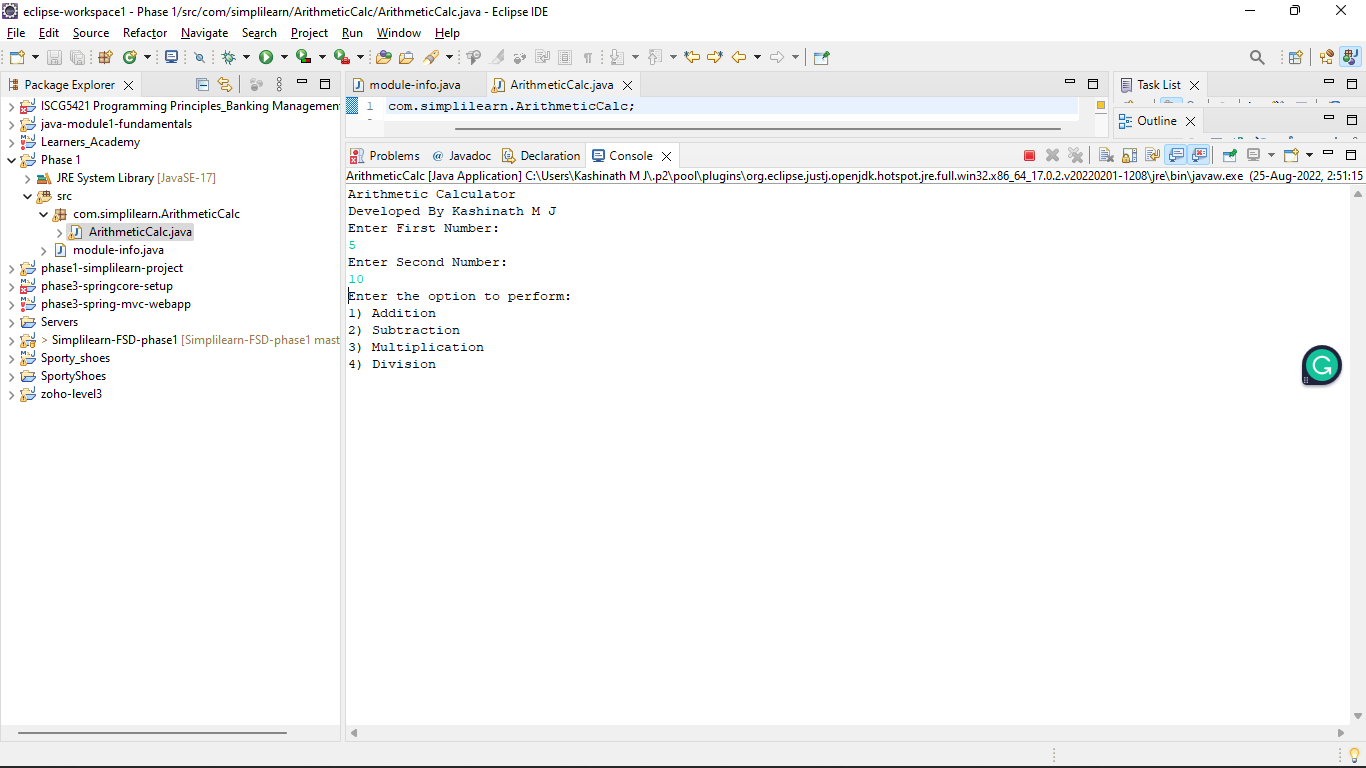 eclipse-workspace1 - Phase 1/src/com/simplilearn/ArithmeticCalc/ArithmeticCalc.java - Eclipse IDE
File Edit Source Refactor Navigate Search Project Run Window Help
Package Explorer
ISCG5421 Programming Principles_Banking Managemen
java-module1-fundamentals
Learners_Academy
Phase 1
JRE System Library [JavaSE-17]
src
com.simplilearn.ArithmeticCalc
ArithmeticCalc.java
module-info.java
phase1-simplilearn-project
phase3-springcore-setup
phase3-spring-mvc-webapp
Servers
> Simplilearn-FSD-phase1 [Simplilearn-FSD-phase1 mast
Sporty_shoes
SportyShoes
zoho-level3
module-info.java ArithmeticCalc.java
1 com.simplilearn.ArithmeticCalc;
Task List
Outline
Problems @ Javadoc Declaration Console
ArithmeticCalc [Java Application] C:\Users\Kashinath M J\.p2\pool\plugins\org.eclipse.justj.openjdk.hotspot.jre.full.win32.x86_64_17.0.2.v20220201-1208\jre\bin\javaw.exe (25-Aug-2022, 2:51:15
Arithmetic Calculator
Developed By Kashinath M J
Enter First Number:
5
Enter Second Number:
10
Enter the option to perform:
1) Addition
2) Subtraction
3) Multiplication
4) Division